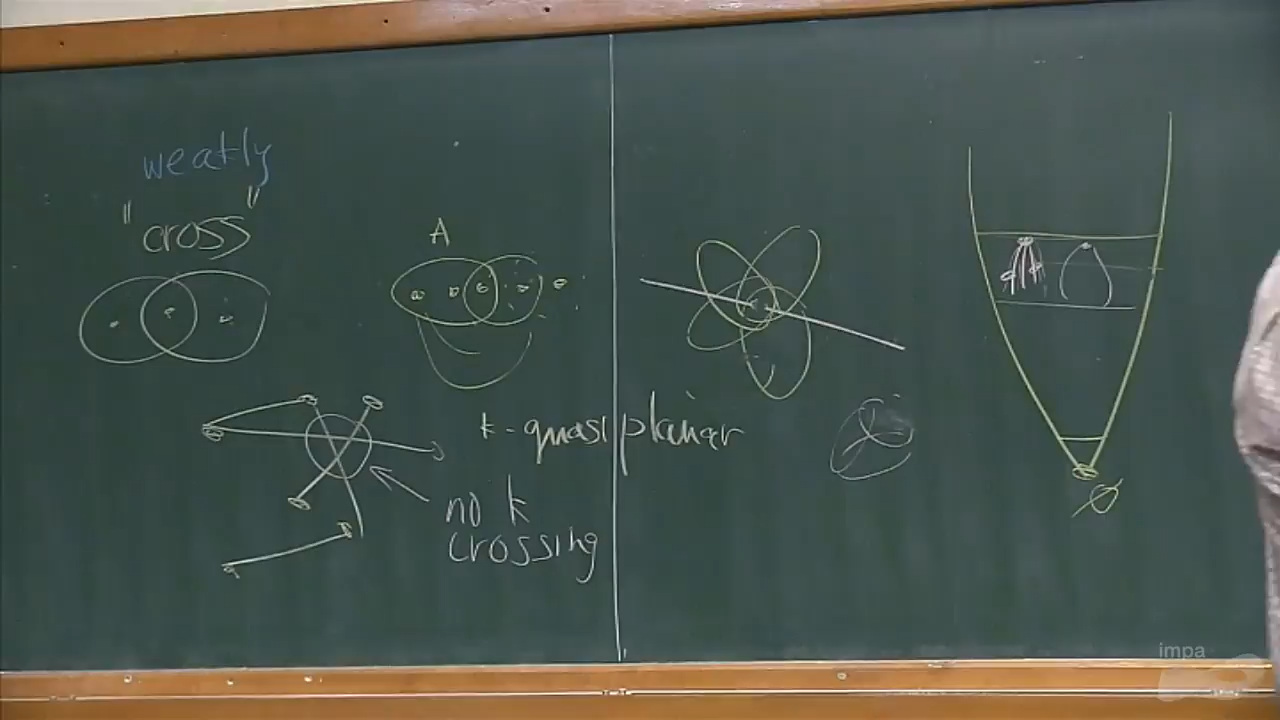 weakly
"cross"
A
k-quasiplanar
no k
crossing
∅
impa